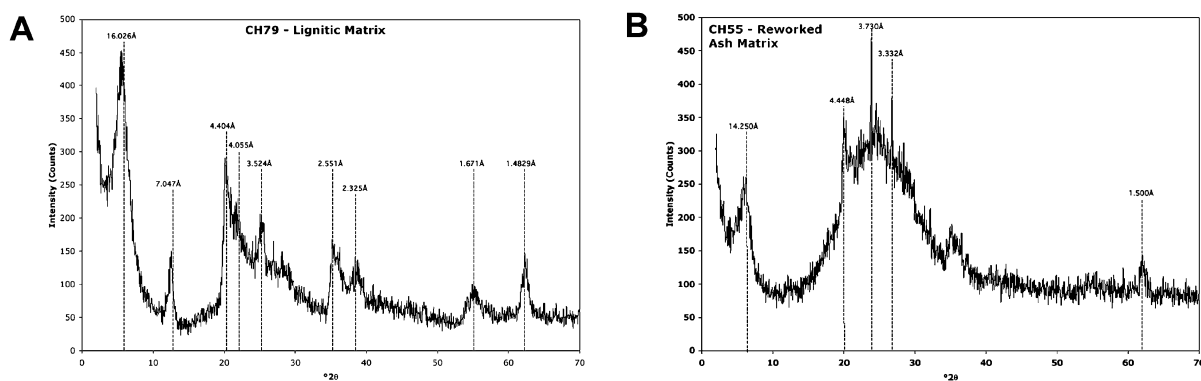 A
CH79 - Lignitic Matrix
16.026Å
7.047Å
4.404Å
4.055Å
3.524Å
2.551Å
2.325Å
1.671Å
1.4829Å
Intensity (Counts)
500
450
400
350
300
250
200
150
100
50
0
0 10 20 30 40 50 60 70
°2θ
B
CH55 - Reworked
Ash Matrix
14.250Å
4.448Å
3.730Å
3.332Å
1.500Å
Intensity (Counts)
500
450
400
350
300
250
200
150
100
50
0
0 10 20 30 40 50 60 70
°2θ